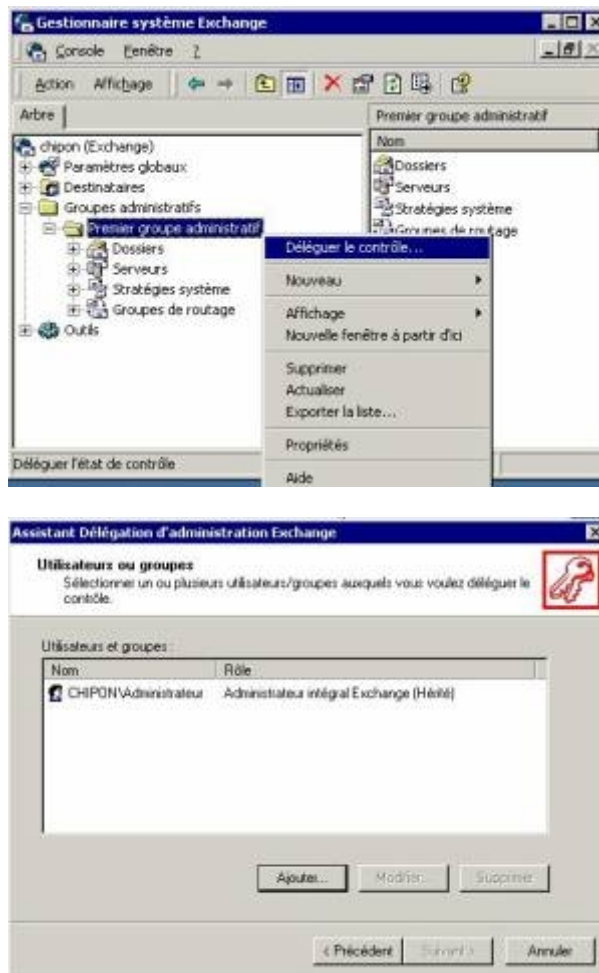 Gestionnaire système Exchange
Console Fenêtre ?
Action Affichage
Arbre
Premier groupe administratif
chipon (Exchange)
Paramètres globaux
Destinataires
Groupes administratifs
Premier groupe administratif
Dossiers
Serveurs
Stratégies système
Groupes de routage
Outils
Nom
Dossiers
Serveurs
Stratégies système
Groupes de routage
Déléguer le contrôle...
Nouveau
Affichage
Nouvelle fenêtre à partir d'ici
Supprimer
Actualiser
Exporter la liste...
Propriétés
Aide
Déléguer l'état de contrôle
Assistant Délégation d'administration Exchange
Utilisateurs ou groupes
Sélectionner un ou plusieurs utilisateurs/groupes auxquels vous voulez déléguer le
contrôle.
Utilisateurs et groupes :
Nom Rôle
CHIPON\Administrateur Administrateur intégral Exchange (Hérité)
Ajouter... Modifier... Supprimer
< Précédent Suivant > Annuler